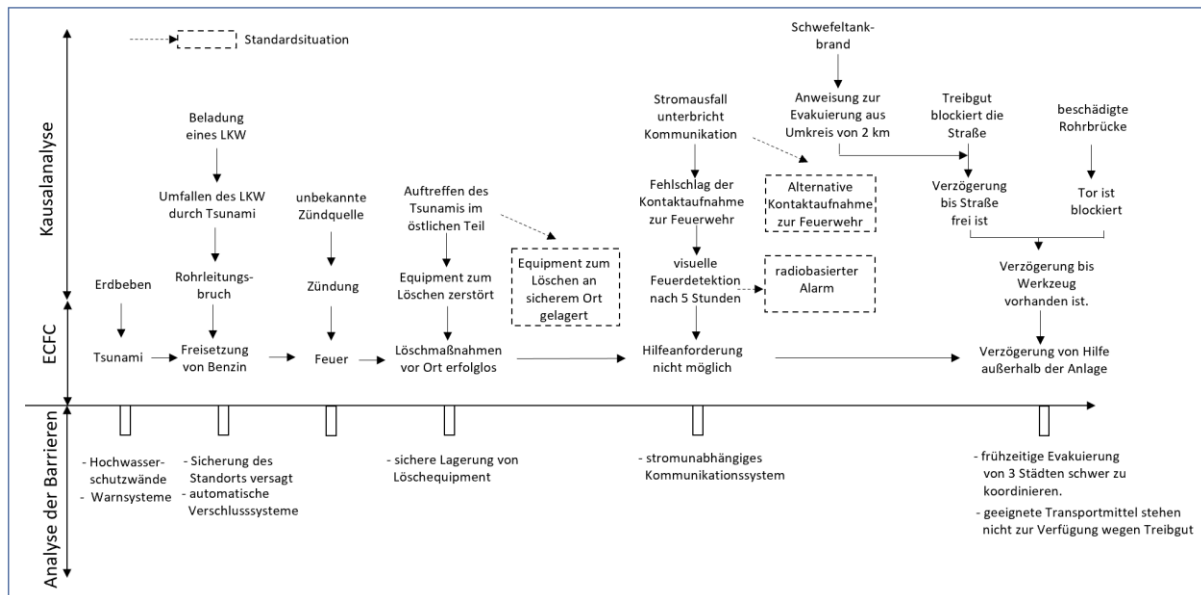 Kausalanalyse
ECFC
Analyse der Barrieren
Standardsituation
Beladung
eines LKW
Umfallen des LKW
durch Tsunami
Rohrleitungs-
bruch
Erdbeben
unbekannte
Zündquelle
Zündung
Auftreffen des
Tsunamis im
östlichen Teil
Equipment zum
Löschen zerstört
Equipment zum
Löschen an
sicherem Ort
gelagert
Stromausfall
unterbricht
Kommunikation
Fehlschlag der
Kontaktaufnahme
zur Feuerwehr
visuelle
Feuerdetektion
nach 5 Stunden
Alternative
Kontaktaufnahme
zur Feuerwehr
radiobasierter
Alarm
Schwefeltank-
brand
Anweisung zur
Evakuierung aus
Umkreis von 2 km
Treibgut
blockiert die
Straße
Verzögerung
bis Straße
frei ist
beschädigte
Rohrbrücke
Tor ist
blockiert
Verzögerung bis
Werkzeug
vorhanden ist.
Tsunami
Freisetzung
von Benzin
Feuer
Löschmaßnahmen
vor Ort erfolglos
Hilfeanforderung
nicht möglich
Verzögerung von Hilfe
außerhalb der Anlage
- Hochwasser-
schutzwände
- Warnsysteme
- Sicherung des
Standorts versagt
- automatische
Verschlusssysteme
- sichere Lagerung von
Löschequipment
- stromunabhängiges
Kommunikationssystem
- frühzeitige Evakuierung
von 3 Städten schwer zu
koordinieren.
- geeignete Transportmittel stehen
nicht zur Verfügung wegen Treibgut